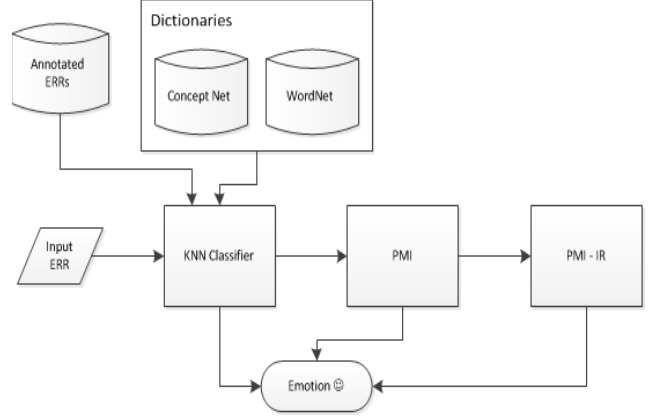 Dictionaries
Annotated
ERRs
Concept Net
WordNet
Input
ERR
KNN Classifier
PMI
PMI - IR
Emotion ☺